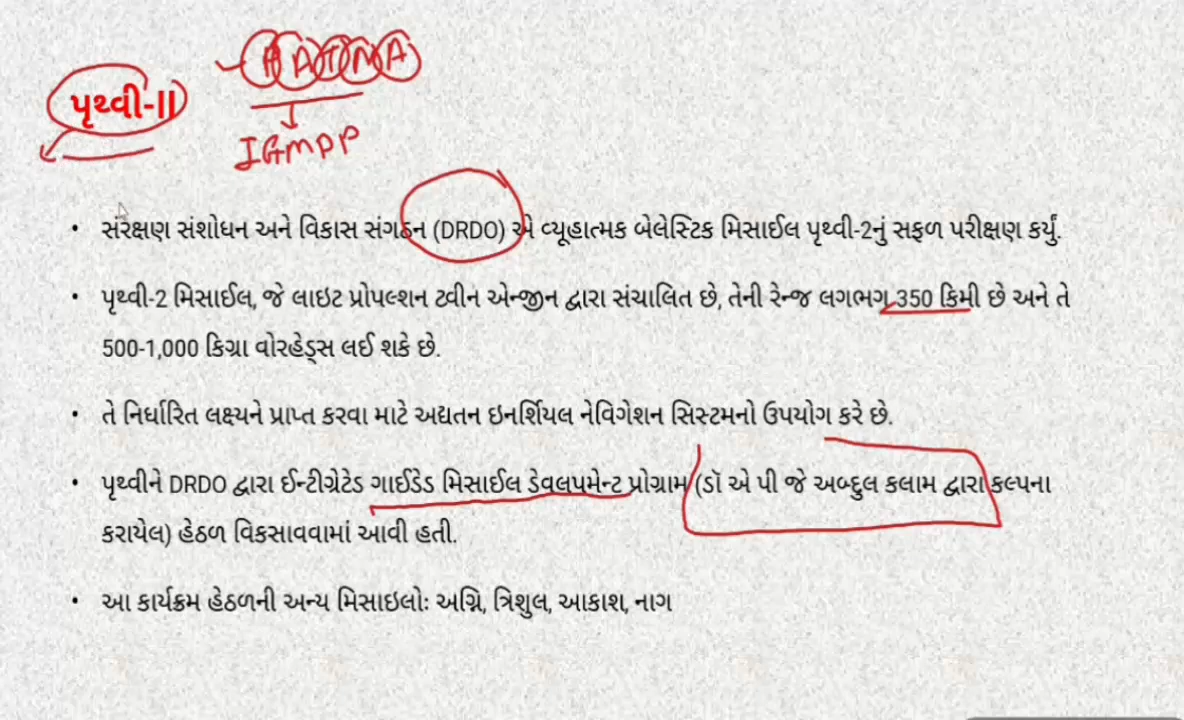 PATNA
પૃથ્વી-II
IGMDP
• સંરક્ષણ સંશોધન અને વિકાસ સંગઠન (DRDO) એ વ્યૂહાત્મક બેલેસ્ટિક મિસાઈલ પૃથ્વી-2નું સફળ પરીક્ષણ કર્યું.
• પૃથ્વી-2 મિસાઈલ, જે લાઇટ પ્રોપલ્શન ટ્વીન એન્જીન દ્વારા સંચાલિત છે, તેની રેન્જ લગભગ 350 કિમી છે અને તે
500-1,000 કિગ્રા વોરહેડ્સ લઈ શકે છે.
• તે નિર્ધારિત લક્ષ્યને પ્રાપ્ત કરવા માટે અદ્યતન ઇનર્શિયલ નેવિગેશન સિસ્ટમનો ઉપયોગ કરે છે.
• પૃથ્વીને DRDO દ્વારા ઈન્ટીગ્રેટેડ ગાઈડેડ મિસાઈલ ડેવલપમેન્ટ પ્રોગ્રામ (ડૉ એ પી જે અબ્દુલ કલામ દ્વારા કલ્પના
કરાયેલ) હેઠળ વિકસાવવામાં આવી હતી.
• આ કાર્યક્રમ હેઠળની અન્ય મિસાઇલો: અગ્નિ, ત્રિશુલ, આકાશ, નાગ